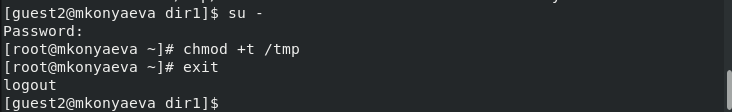 [guest2@mkonyaeva dir1]$ su -
Password:
[root@mkonyaeva ~]# chmod +t /tmp
[root@mkonyaeva ~]# exit
logout
[guest2@mkonyaeva dir1]$